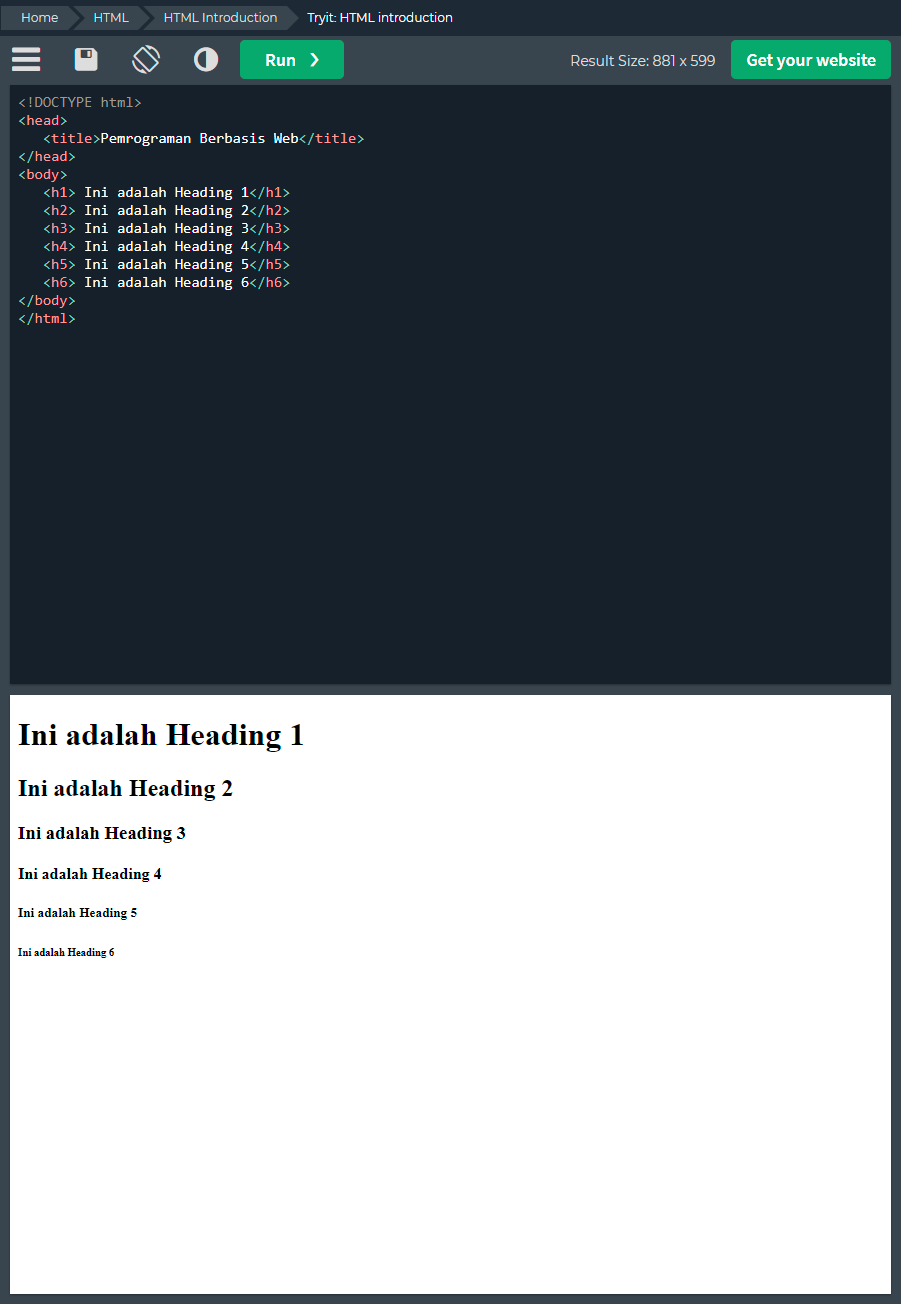 Home HTML HTML Introduction Tryit: HTML introduction
Run ❯ Result Size: 881 x 599 Get your website
<!DOCTYPE html>
<head>
   <title>Pemrograman Berbasis Web</title>
</head>
<body>
   <h1> Ini adalah Heading 1</h1>
   <h2> Ini adalah Heading 2</h2>
   <h3> Ini adalah Heading 3</h3>
   <h4> Ini adalah Heading 4</h4>
   <h5> Ini adalah Heading 5</h5>
   <h6> Ini adalah Heading 6</h6>
</body>
</html>
Ini adalah Heading 1
Ini adalah Heading 2
Ini adalah Heading 3
Ini adalah Heading 4
Ini adalah Heading 5
Ini adalah Heading 6